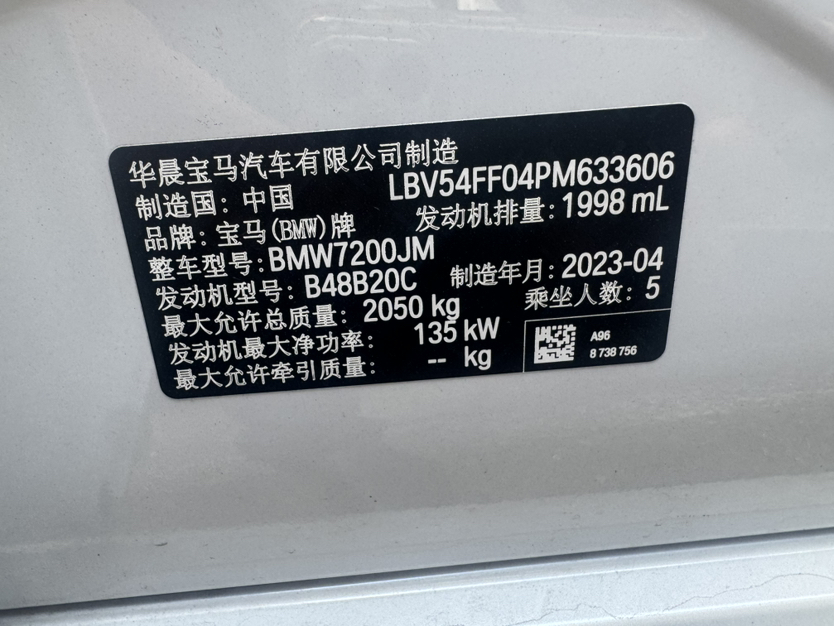 华晨宝马汽车有限公司制造
制造国：中国 LBV54FF04PM633606
品牌：宝马(BMW)牌 发动机排量：1998 mL
整车型号：BMW7200JM
发动机型号：B48B20C 制造年月：2023-04
最大允许总质量：2050 kg 乘坐人数：5
发动机最大净功率：135 kW
最大允许牵引质量：-- kg
A96
8 738 756